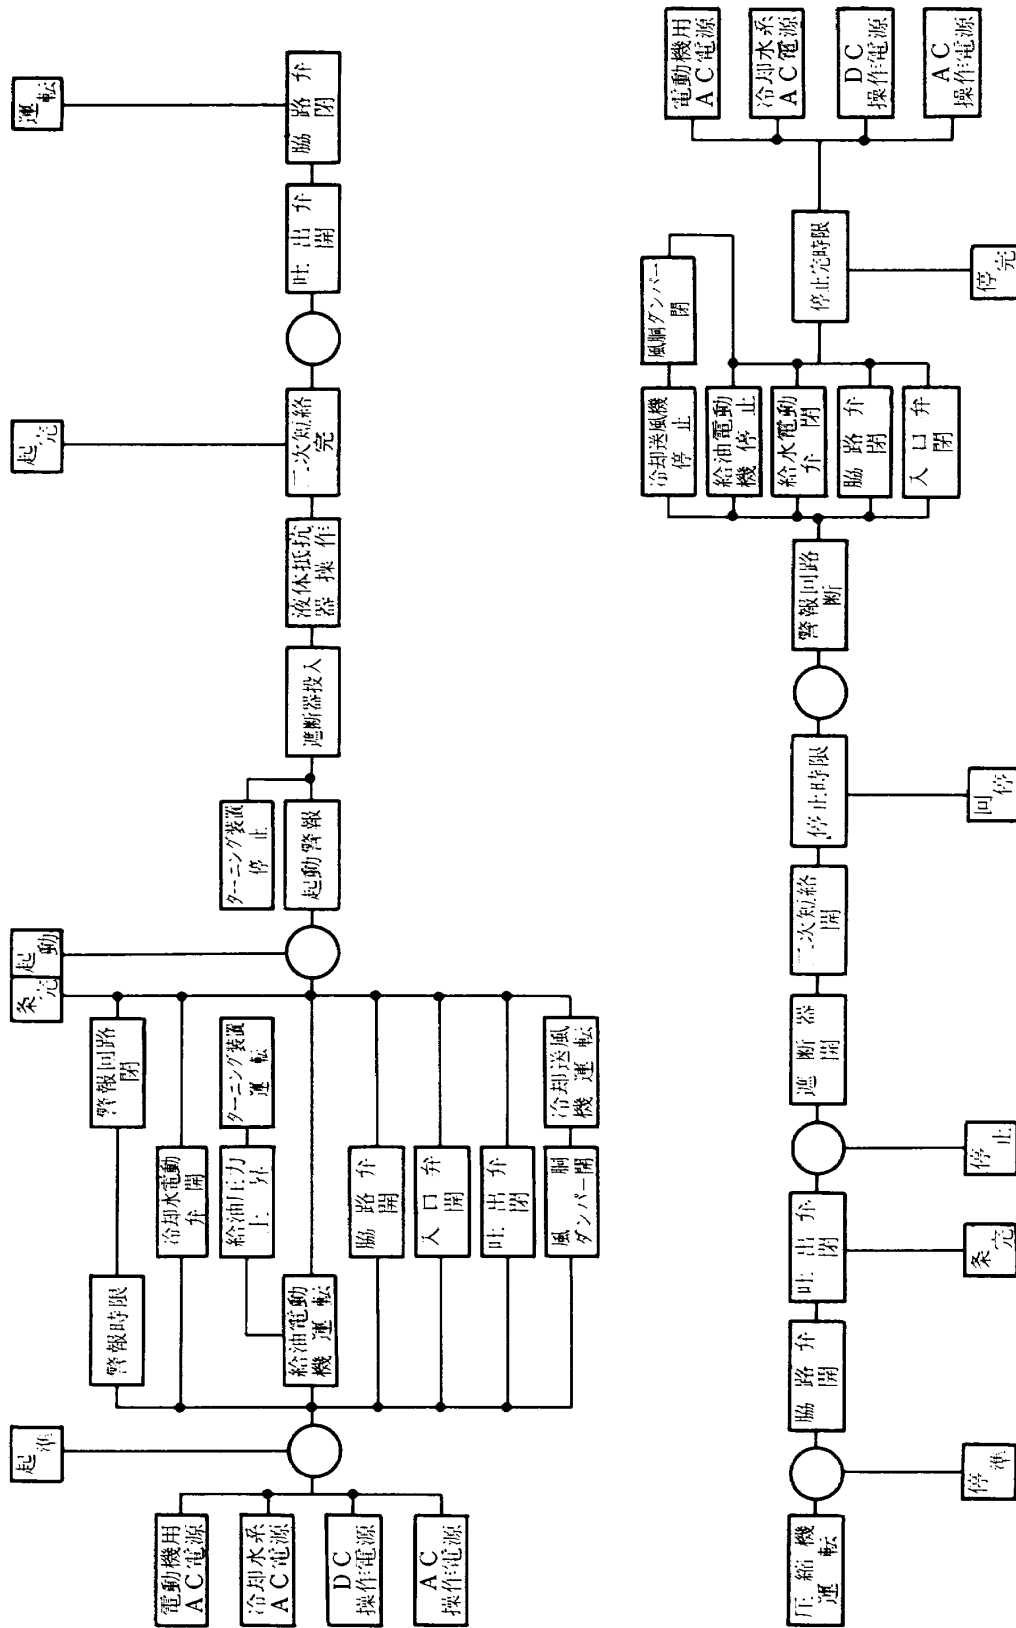 電動機用
AC電源
冷却水系
AC電源
DC
操作電源
AC
操作電源
起準
警報時限
警報回路
閉
冷却水電動
弁開
給油圧力
上昇
ターニング装置
運転
給油電動
機運転
脇路弁
開
入口弁
開
吐出弁
閉
風胴
ダンパー開
冷却送風
機運転
条完
起動
ターニング装置
停止
起動警報
遮断器投入
液体抵抗
器操作
二次短絡
完
起完
吐出弁
開
脇路弁
閉
運転
圧縮機
運転
停準
脇路弁
開
吐出弁
閉
条完
停止
遮断器
開
二次短絡
開
停止時限
回停
警報回路
断
冷却送風機
停止
風胴ダンパー
閉
給油電動
機停止
給水電動
弁閉
脇路弁
閉
入口弁
閉
停止完時限
停完
電動機用
AC電源
冷却水系
AC電源
DC
操作電源
AC
操作電源